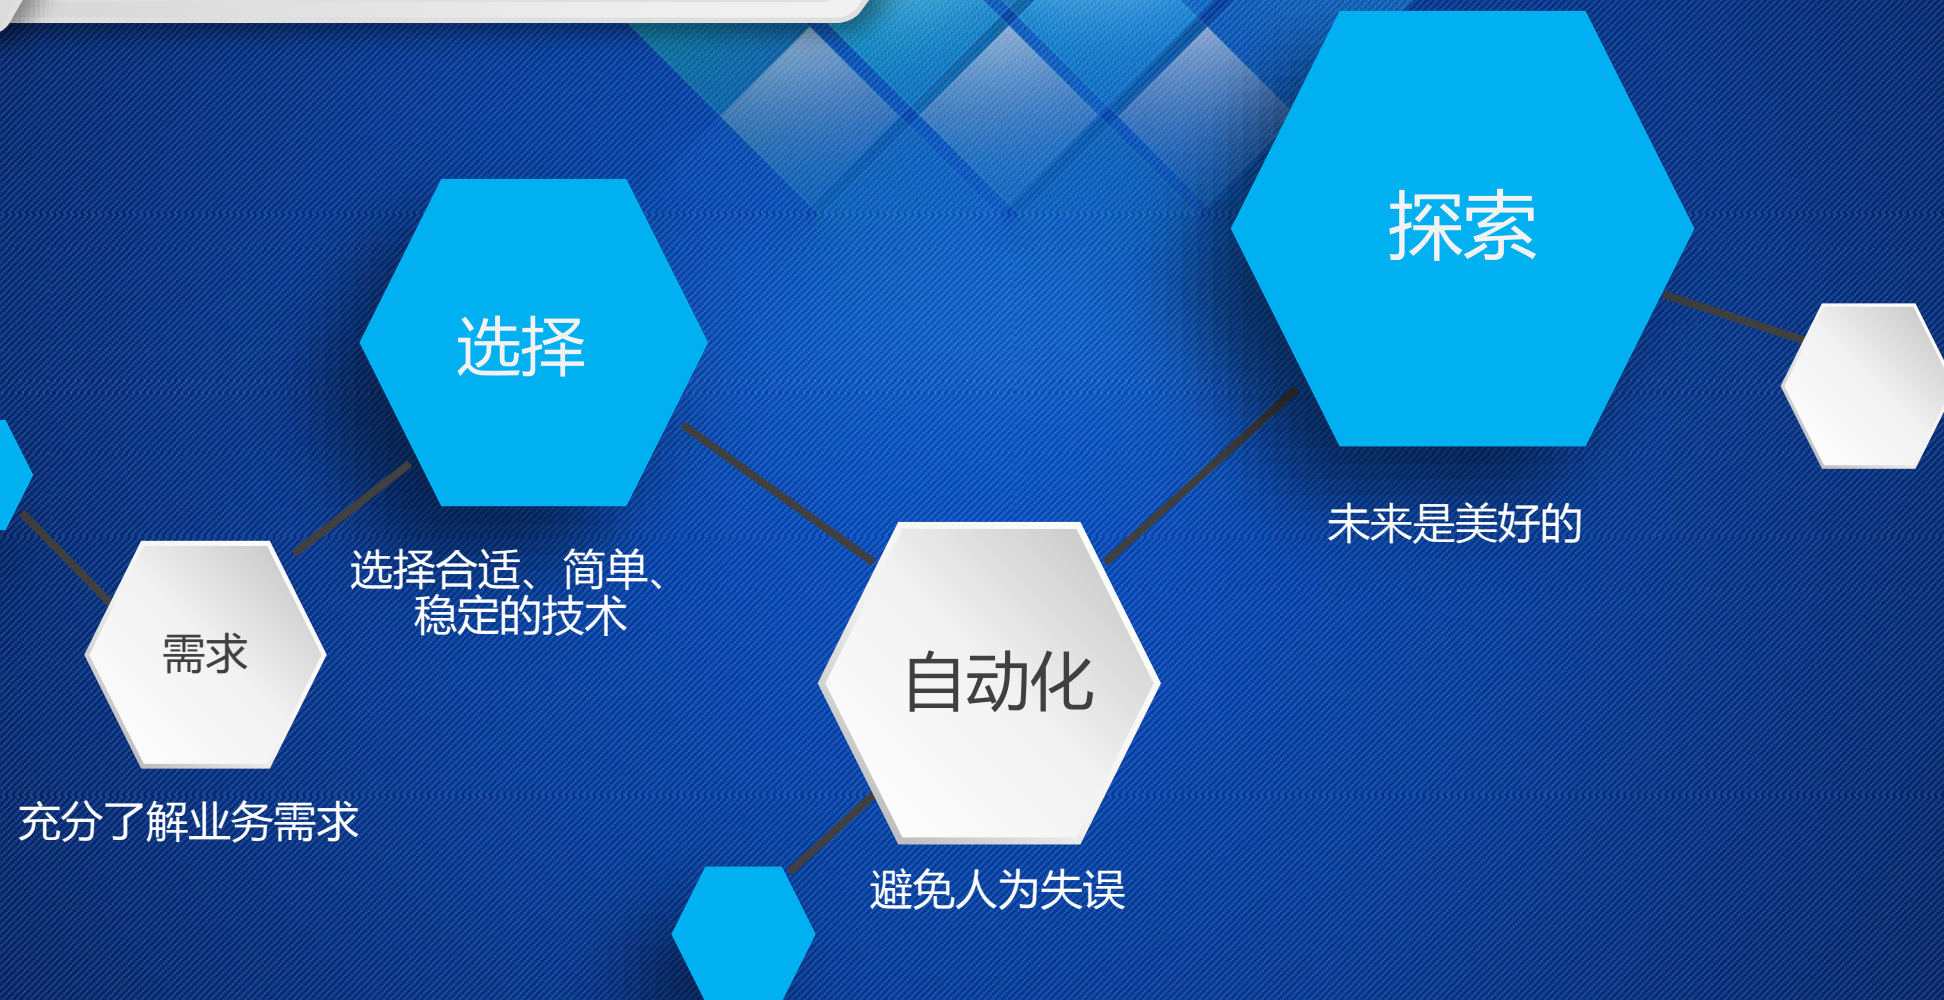 需求
充分了解业务需求
选择
选择合适、简单、
稳定的技术
自动化
避免人为失误
探索
未来是美好的